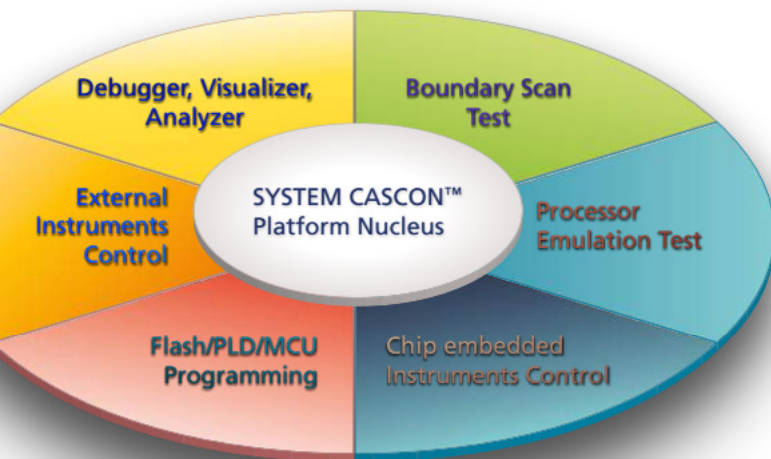 Debugger, Visualizer,
Analyzer
Boundary Scan
Test
External
Instruments
Control
SYSTEM CASCON™
Platform Nucleus
Processor
Emulation Test
Flash/PLD/MCU
Programming
Chip embedded
Instruments Control